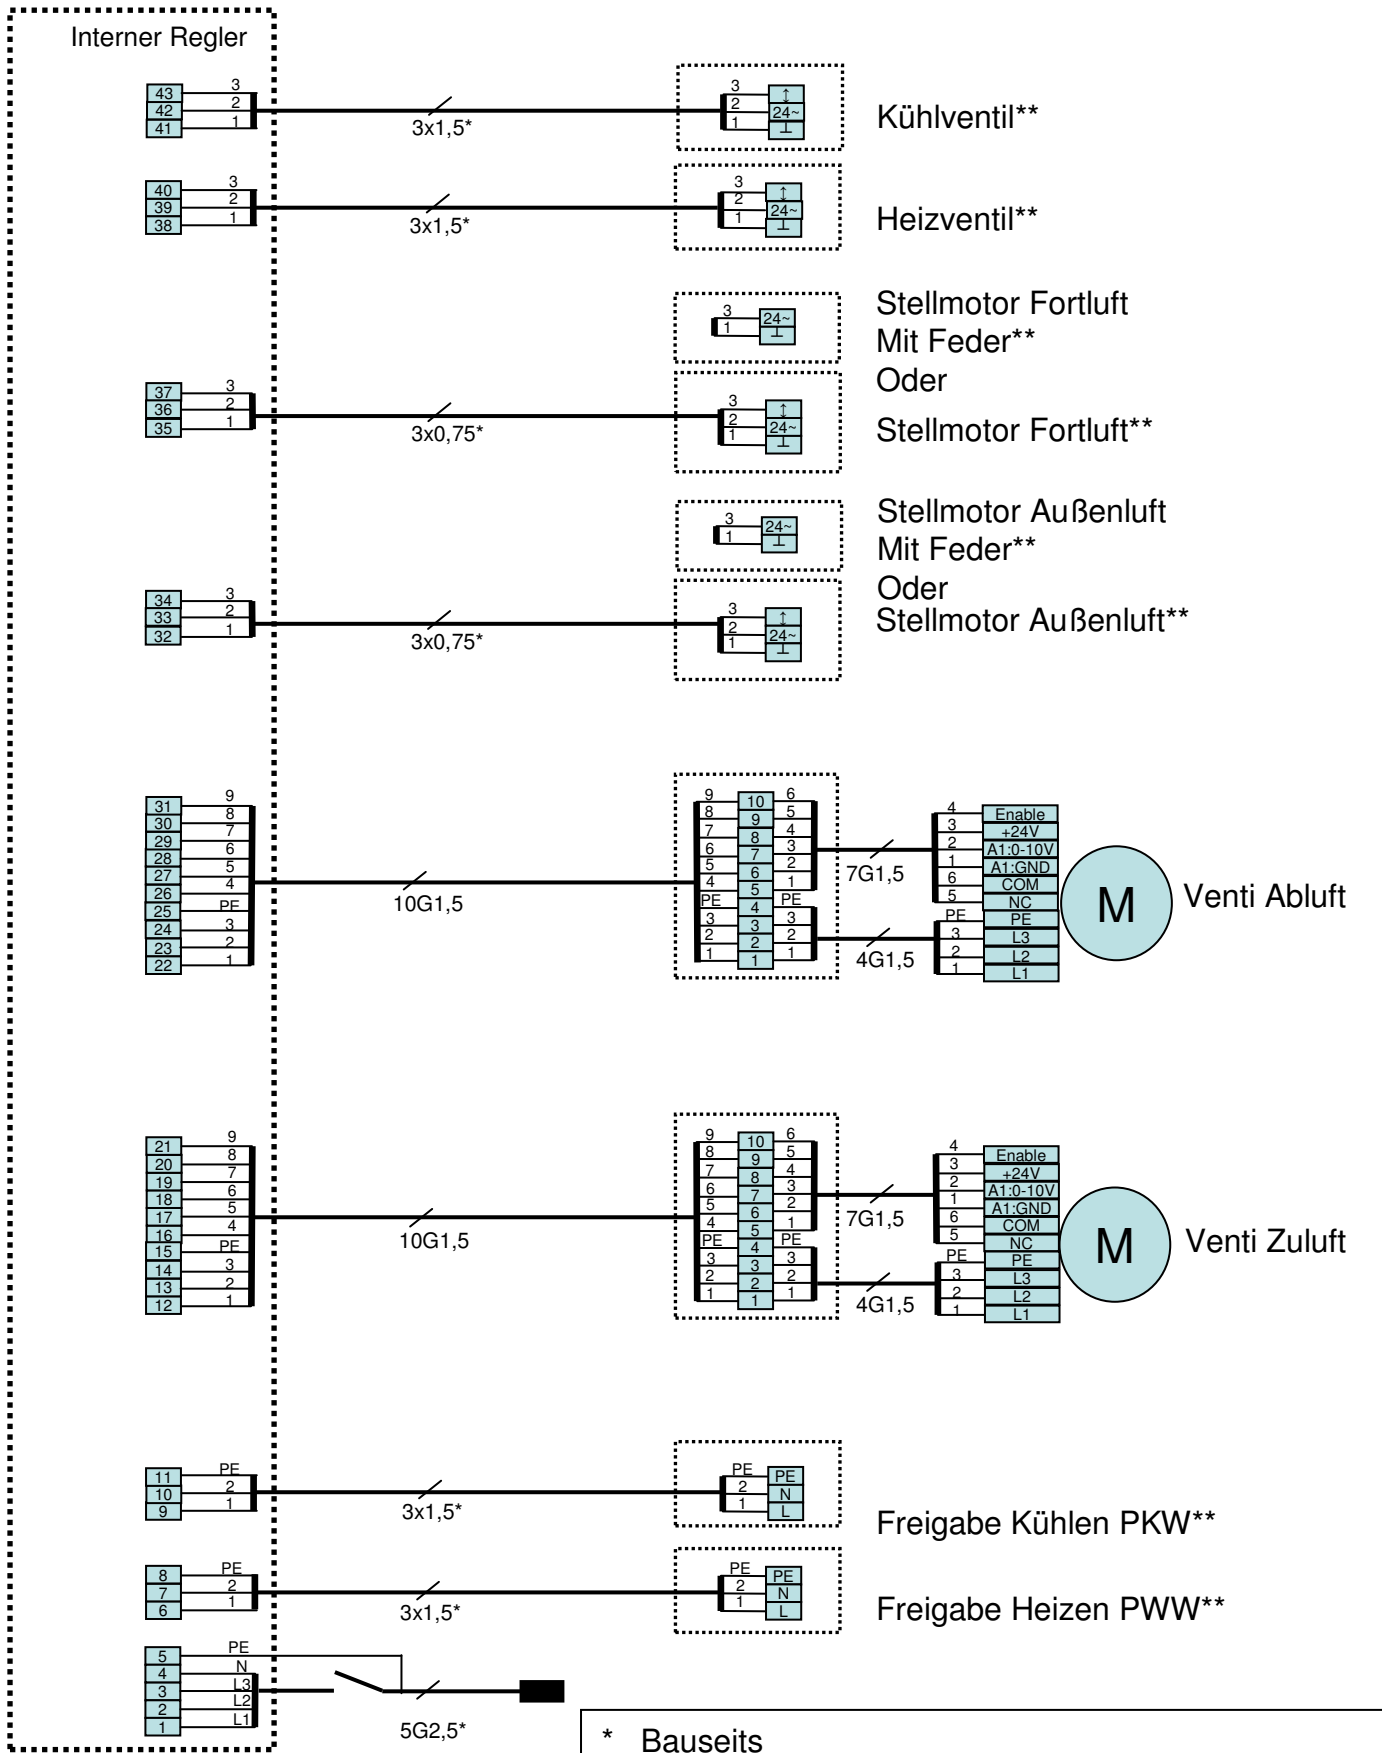 Interner Regler
43 3
42 2
41 1
3x1,5*
3 ↕
2 24~
1 ⊥
Kühlventil**
40 3
39 2
38 1
3x1,5*
3 ↕
2 24~
1 ⊥
Heizventil**
3 24~
1 ⊥
Stellmotor Fortluft
Mit Feder**
Oder
37 3
36 2
35 1
3x0,75*
3 ↕
2 24~
1 ⊥
Stellmotor Fortluft**
3 24~
1 ⊥
Stellmotor Außenluft
Mit Feder**
Oder
34 3
33 2
32 1
3x0,75*
3 ↕
2 24~
1 ⊥
Stellmotor Außenluft**
31 9
30 8
29 7
28 6
27 5
26 4
25 PE
24 3
23 2
22 1
10G1,5
9 10 6
8 9 5
7 8 4
6 7 3
5 6 2
4 5 1
PE 4 PE
3 3 3
2 2 2
1 1 1
7G1,5
4G1,5
4 Enable
3 +24V
2 A1:0-10V
1 A1:GND
6 COM
5 NC
PE PE
3 L3
2 L2
1 L1
M
Venti Abluft
21 9
20 8
19 7
18 6
17 5
16 4
15 PE
14 3
13 2
12 1
10G1,5
9 10 6
8 9 5
7 8 4
6 7 3
5 6 2
4 5 1
PE 4 PE
3 3 3
2 2 2
1 1 1
7G1,5
4G1,5
4 Enable
3 +24V
2 A1:0-10V
1 A1:GND
6 COM
5 NC
PE PE
3 L3
2 L2
1 L1
M
Venti Zuluft
11 PE
10 2
9 1
3x1,5*
PE PE
2 N
1 L
Freigabe Kühlen PKW**
8 PE
7 2
6 1
3x1,5*
PE PE
2 N
1 L
Freigabe Heizen PWW**
5 PE
4 N
3 L3
2 L2
1 L1
5G2,5*
* Bauseits